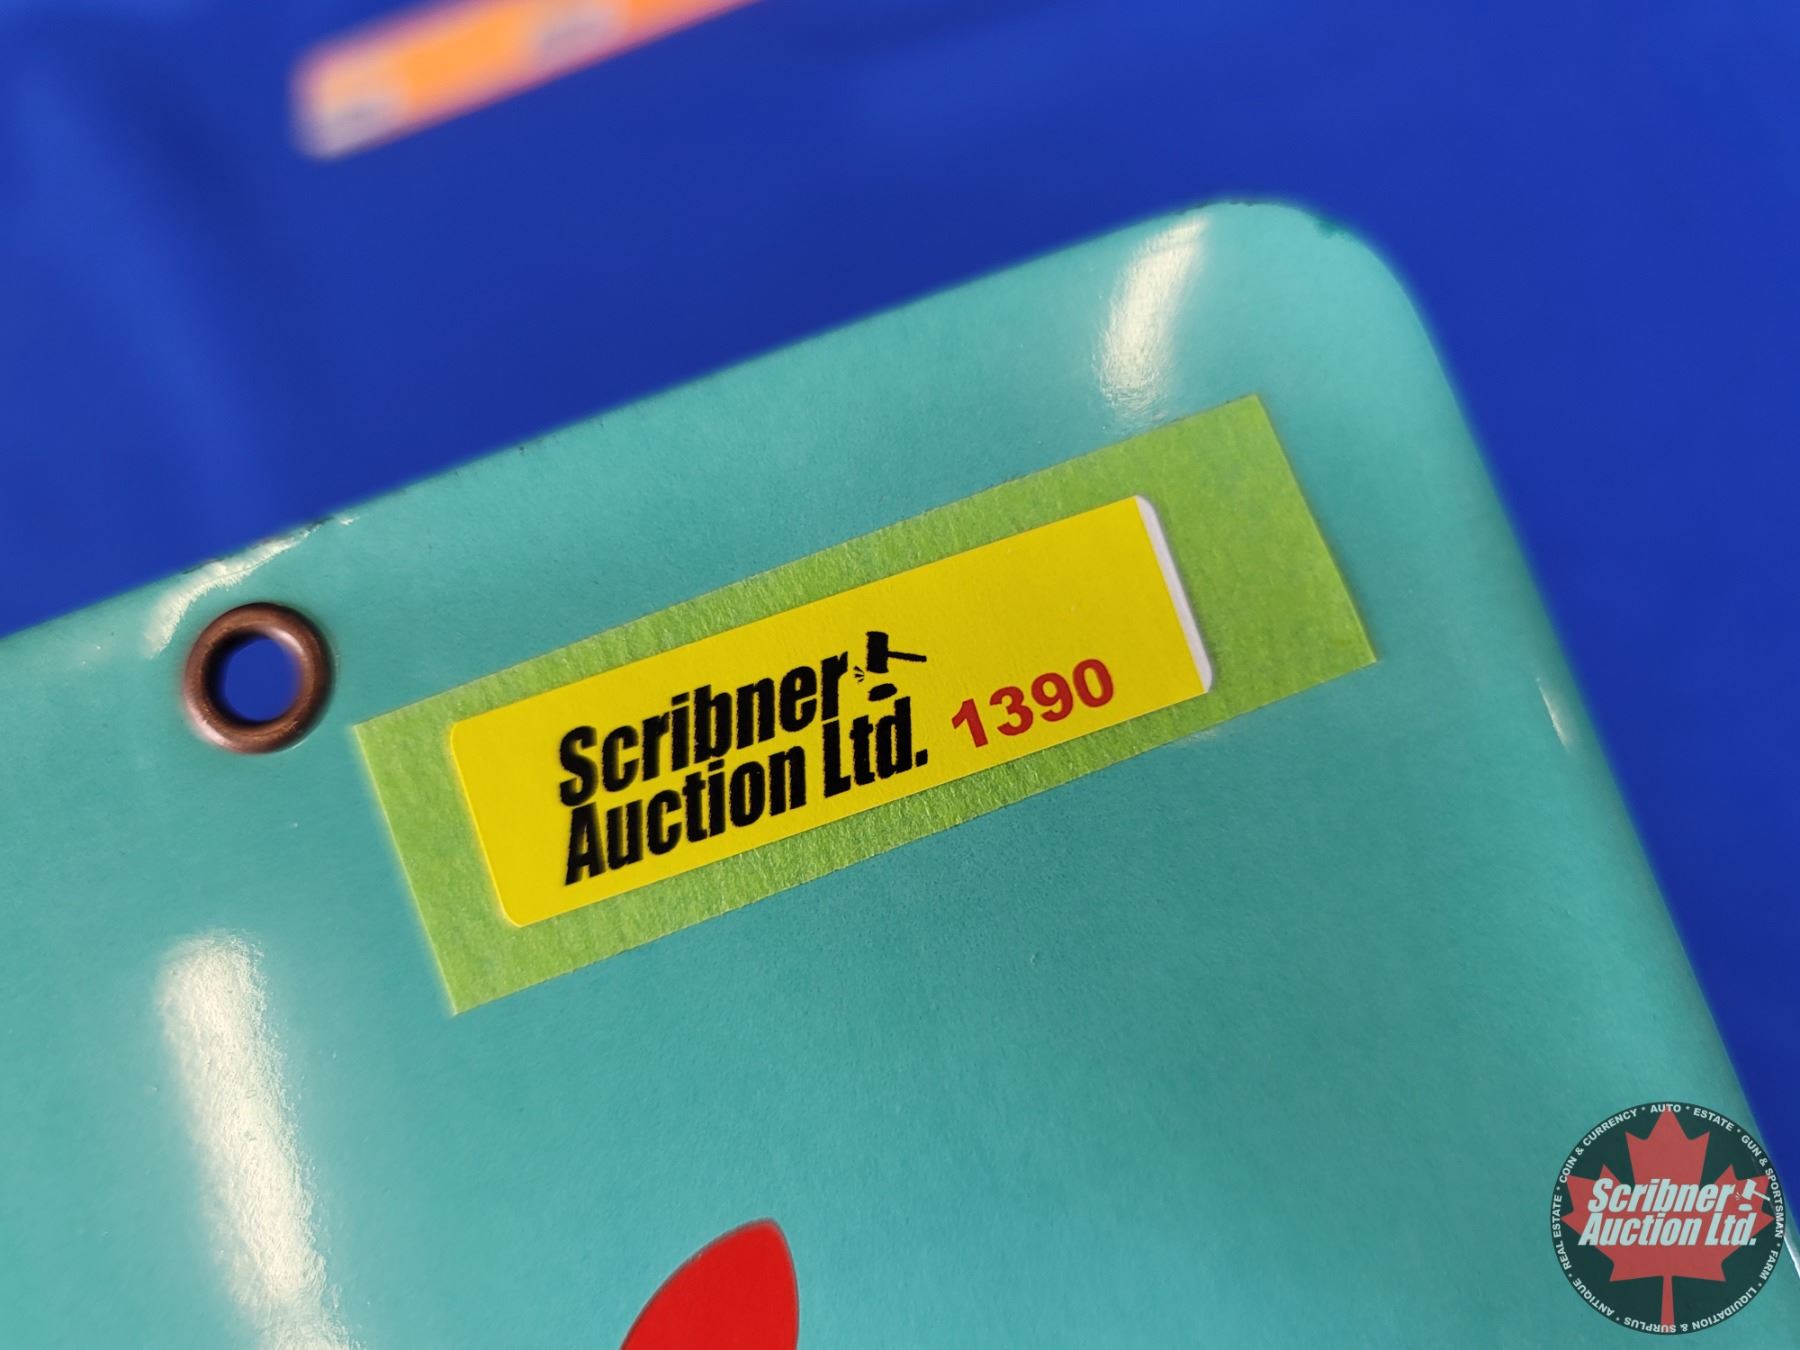 Scribner
Auction Ltd.
1390
COIN & CURRENCY * AUTO * ESTATE * GUN & SPORTSMAN * FARM * LIQUIDATION & SURPLUS * ANTIQUE * REAL ESTATE *
Scribner
Auction Ltd.